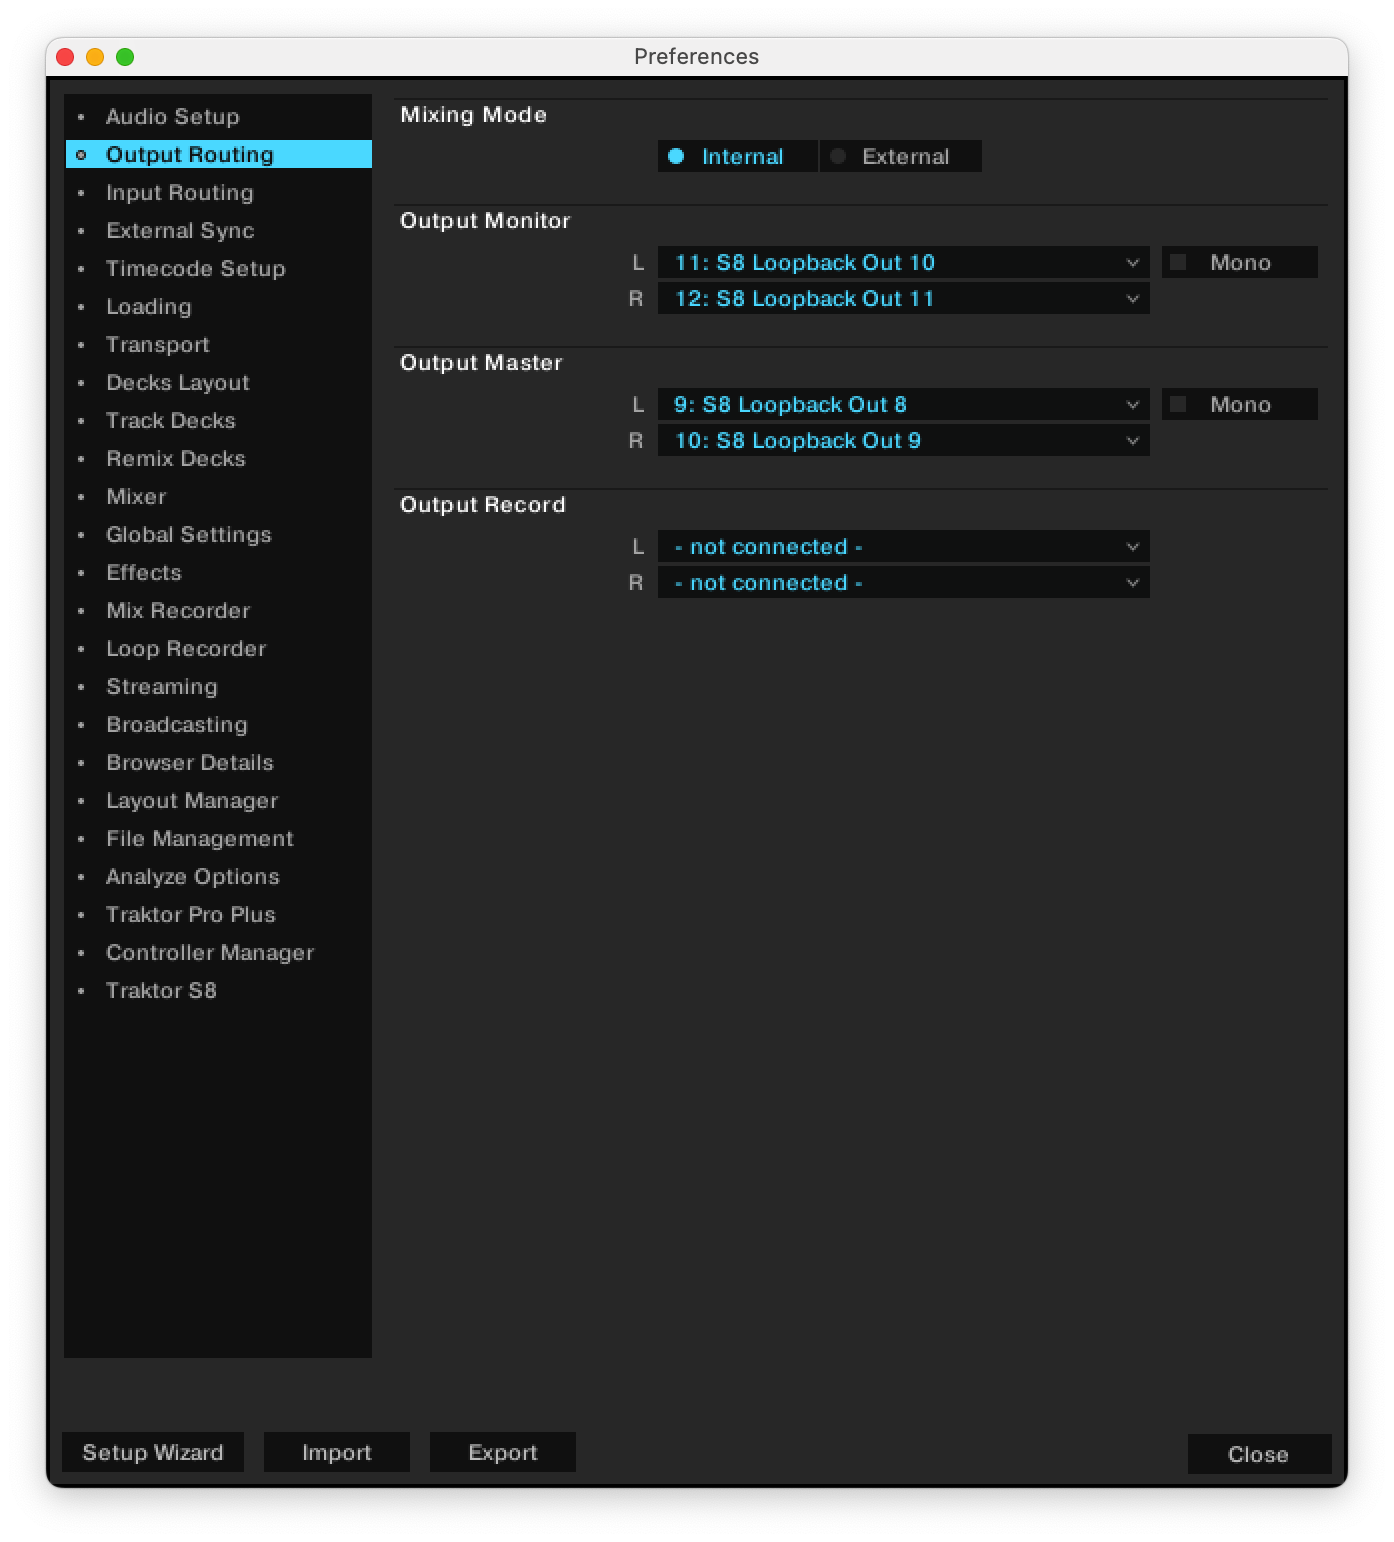 Preferences
Audio Setup
Output Routing
Input Routing
External Sync
Timecode Setup
Loading
Transport
Decks Layout
Track Decks
Remix Decks
Mixer
Global Settings
Effects
Mix Recorder
Loop Recorder
Streaming
Broadcasting
Browser Details
Layout Manager
File Management
Analyze Options
Traktor Pro Plus
Controller Manager
Traktor S8
Mixing Mode
Internal External
Output Monitor
L 11: S8 Loopback Out 10 Mono
R 12: S8 Loopback Out 11
Output Master
L 9: S8 Loopback Out 8 Mono
R 10: S8 Loopback Out 9
Output Record
L - not connected -
R - not connected -
Setup Wizard Import Export Close